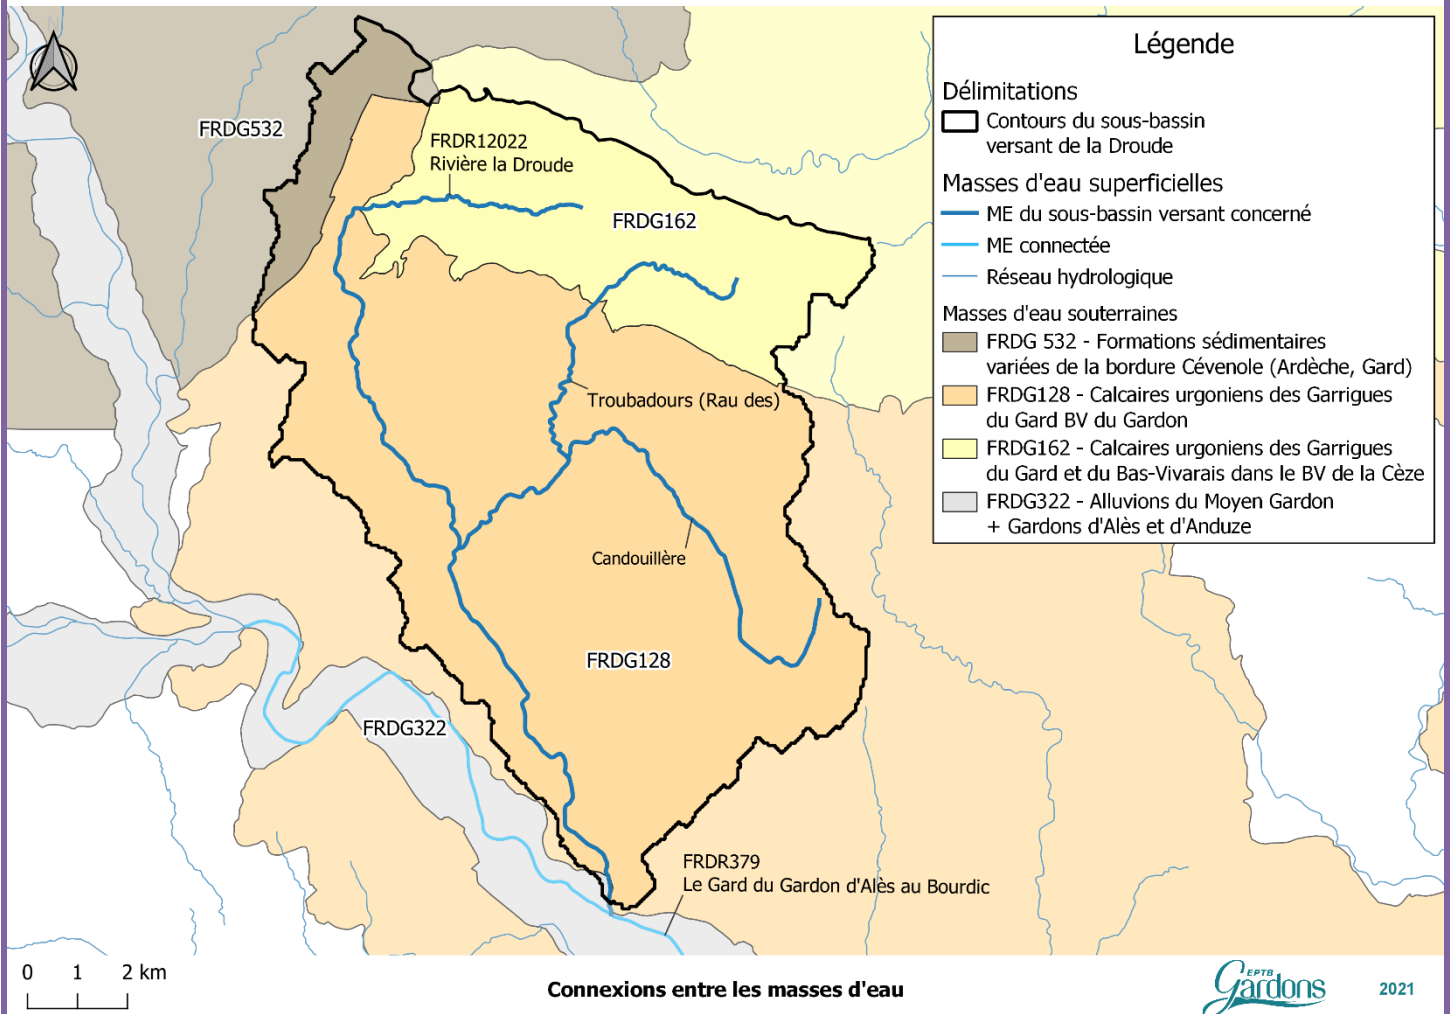 N
FRDG532
FRDR12022
Rivière la Droude
FRDG162
Troubadours (Rau des)
Candouillère
FRDG128
FRDG322
FRDR379
Le Gard du Gardon d'Alès au Bourdic
Légende
Délimitations
Contours du sous-bassin
versant de la Droude
Masses d'eau superficielles
ME du sous-bassin versant concerné
ME connectée
Réseau hydrologique
Masses d'eau souterraines
FRDG 532 - Formations sédimentaires
variées de la bordure Cévenole (Ardèche, Gard)
FRDG128 - Calcaires urgoniens des Garrigues
du Gard BV du Gardon
FRDG162 - Calcaires urgoniens des Garrigues
du Gard et du Bas-Vivarais dans le BV de la Cèze
FRDG322 - Alluvions du Moyen Gardon
+ Gardons d'Alès et d'Anduze
0 1 2 km
Connexions entre les masses d'eau
EPTB
Gardons
2021